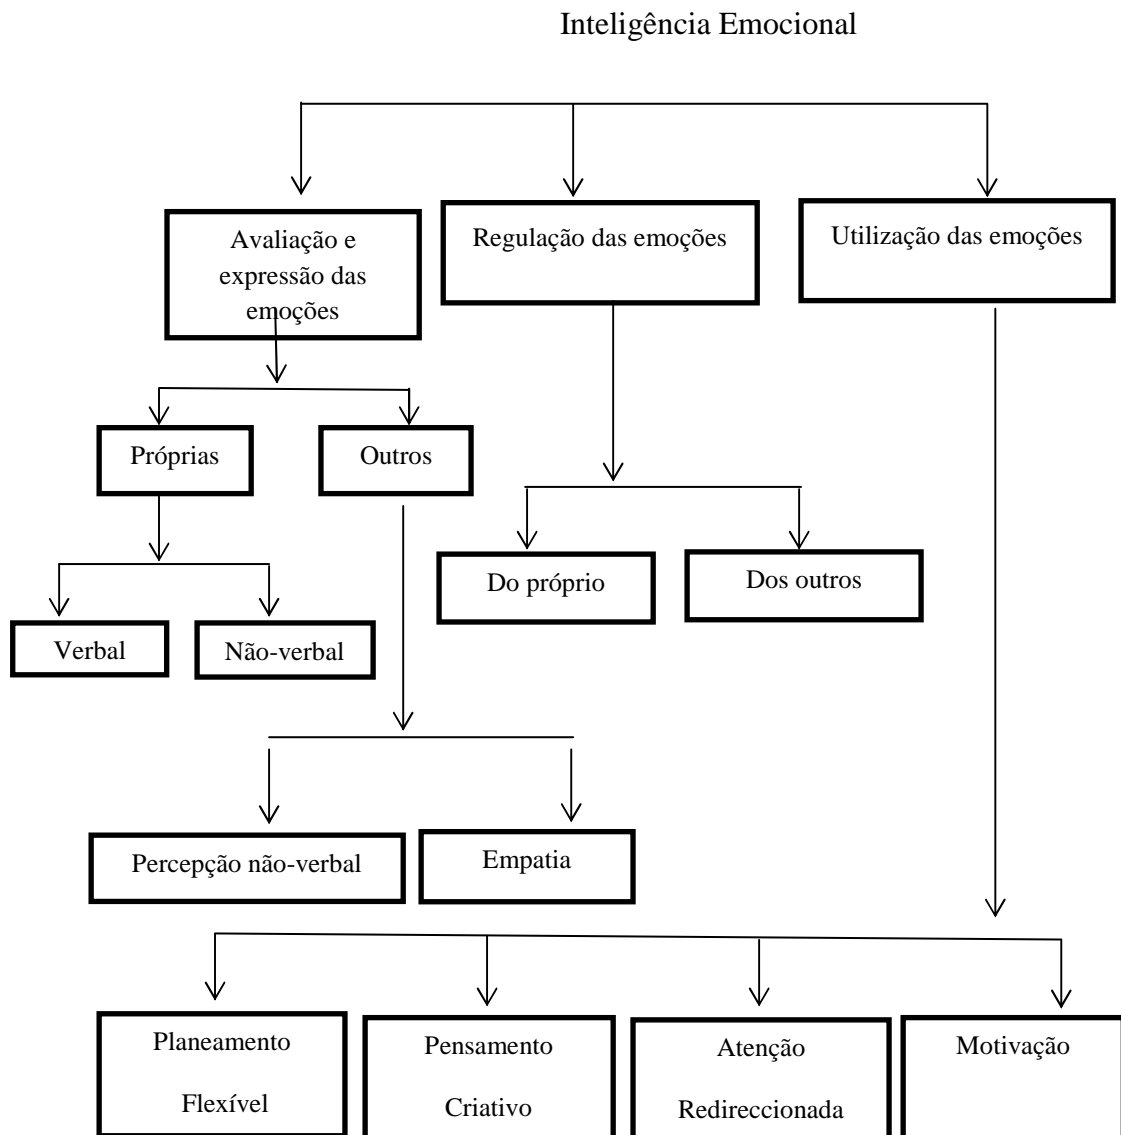 Inteligência Emocional
Avaliação e
expressão das
emoções
Regulação das emoções
Utilização das emoções
Próprias
Outros
Do próprio
Dos outros
Verbal
Não-verbal
Percepção não-verbal
Empatia
Planeamento
Flexível
Pensamento
Criativo
Atenção
Redireccionada
Motivação